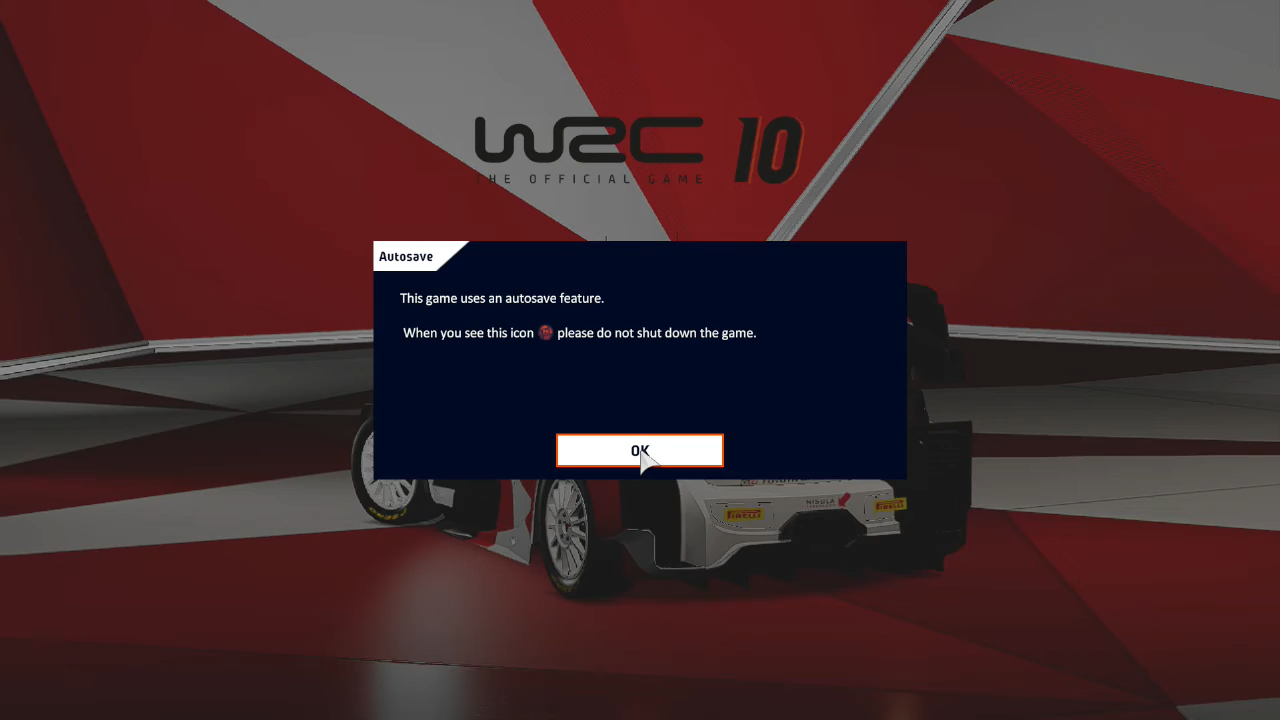 WRC 10
THE OFFICIAL GAME
Autosave
This game uses an autosave feature.
When you see this icon please do not shut down the game.
OK
NISULA
PIRELLI
PIRELLI